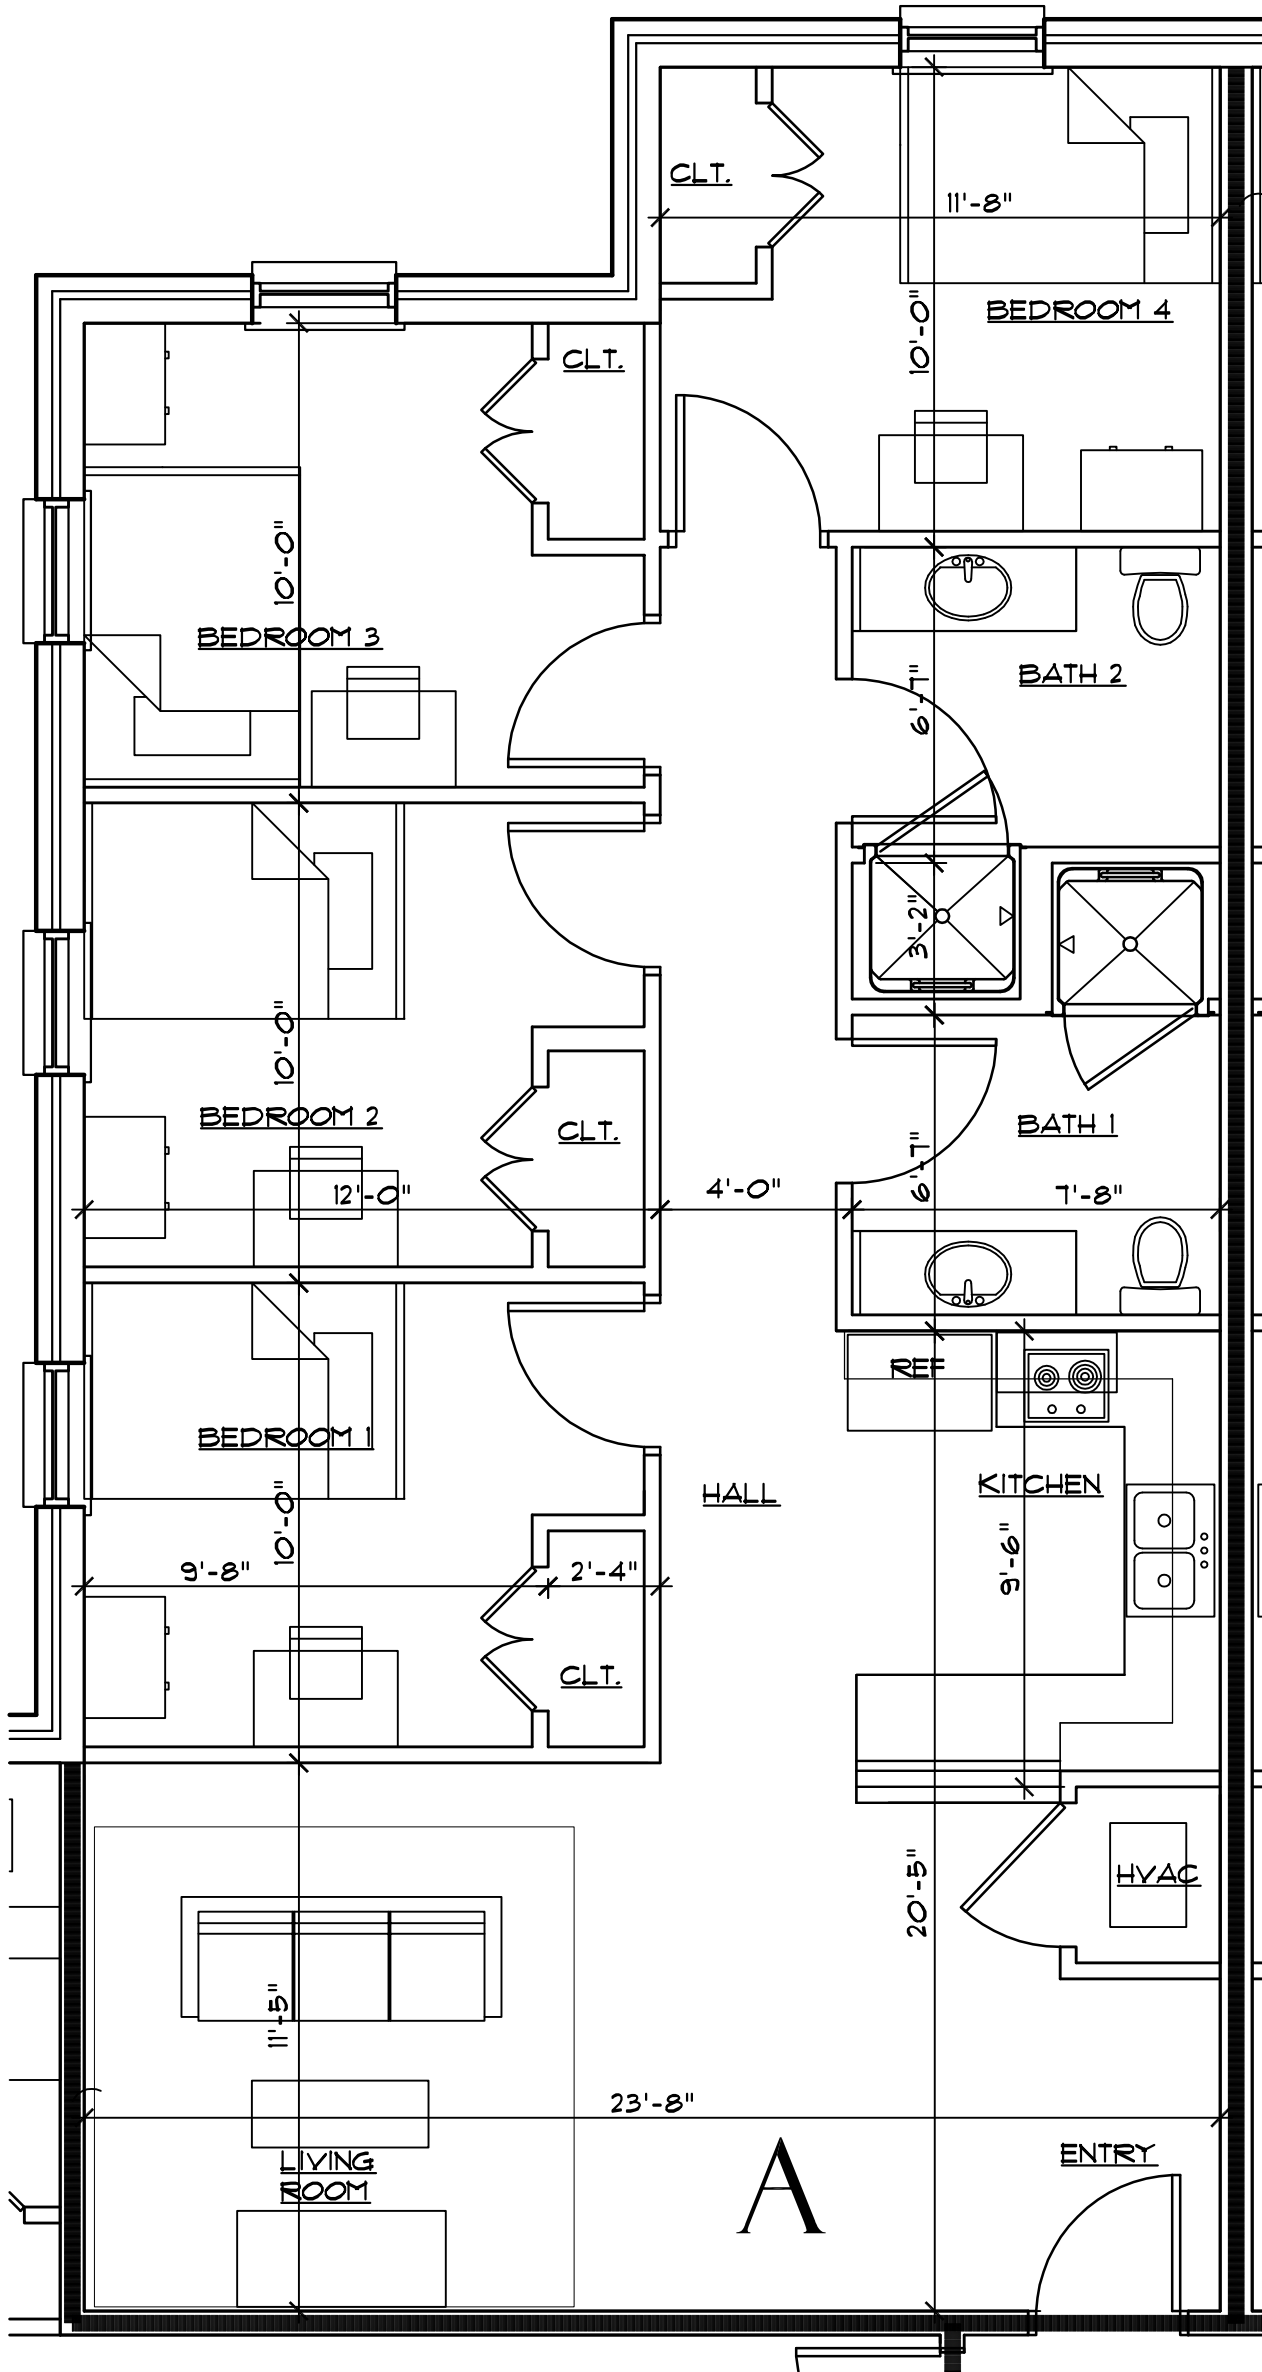 CLT.
11'-8"
BEDROOM 4
10'-0"
CLT.
10'-0"
BEDROOM 3
BATH 2
6'-7"
3'-2"
10'-0"
BEDROOM 2
CLT.
BATH 1
6'-7"
12'-0"
4'-0"
7'-8"
REF
BEDROOM 1
HALL
KITCHEN
10'-0"
9'-6"
9'-8"
2'-4"
CLT.
HVAC
20'-5"
11'-5"
23'-8"
LIVING
ROOM
A
ENTRY